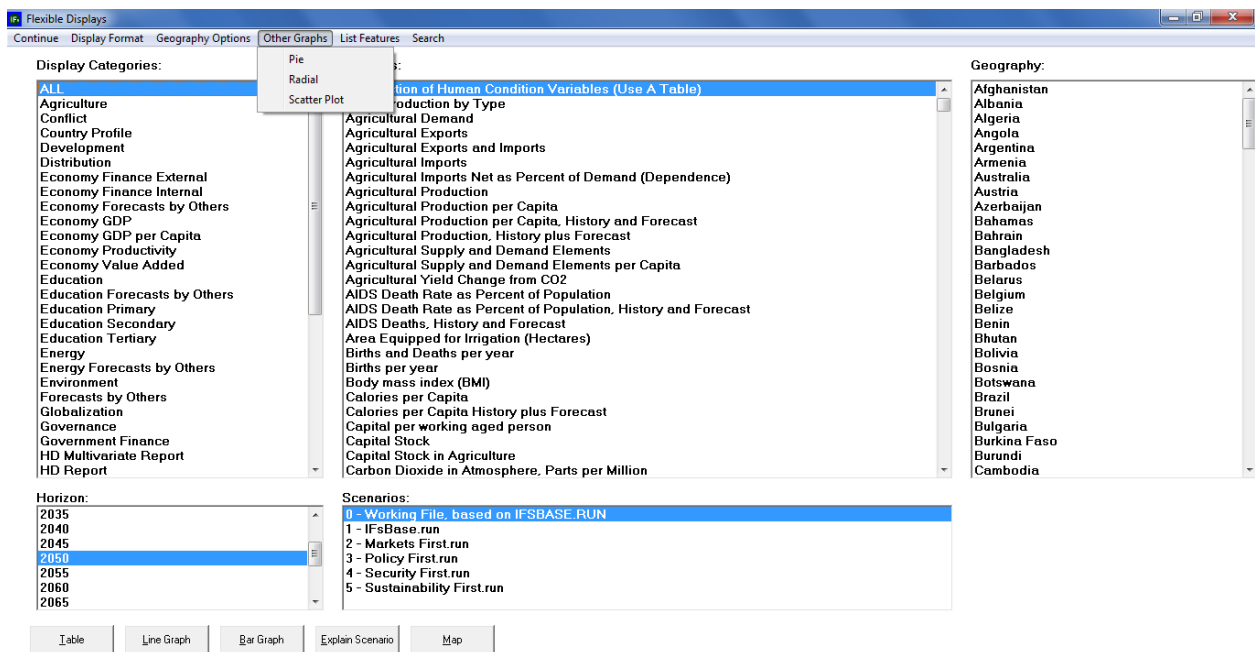 IFs Flexible Displays
Continue Display Format Geography Options Other Graphs List Features Search
Pie
Radial
Scatter Plot
Display Categories:
ALL
Agriculture
Conflict
Country Profile
Development
Distribution
Economy Finance External
Economy Finance Internal
Economy Forecasts by Others
Economy GDP
Economy GDP per Capita
Economy Productivity
Economy Value Added
Education
Education Forecasts by Others
Education Primary
Education Secondary
Education Tertiary
Energy
Energy Forecasts by Others
Environment
Forecasts by Others
Globalization
Governance
Government Finance
HD Multivariate Report
HD Report
of Human Condition Variables (Use A Table)
by Type
Agricultural Demand
Agricultural Exports
Agricultural Exports and Imports
Agricultural Imports
Agricultural Imports Net as Percent of Demand (Dependence)
Agricultural Production
Agricultural Production per Capita
Agricultural Production per Capita, History and Forecast
Agricultural Production, History plus Forecast
Agricultural Supply and Demand Elements
Agricultural Supply and Demand Elements per Capita
Agricultural Yield Change from CO2
AIDS Death Rate as Percent of Population
AIDS Death Rate as Percent of Population, History and Forecast
AIDS Deaths, History and Forecast
Area Equipped for Irrigation (Hectares)
Births and Deaths per year
Births per year
Body mass index (BMI)
Calories per Capita
Calories per Capita History plus Forecast
Capital per working aged person
Capital Stock
Capital Stock in Agriculture
Carbon Dioxide in Atmosphere, Parts per Million
Geography:
Afghanistan
Albania
Algeria
Angola
Argentina
Armenia
Australia
Austria
Azerbaijan
Bahamas
Bahrain
Bangladesh
Barbados
Belarus
Belgium
Belize
Benin
Bhutan
Bolivia
Bosnia
Botswana
Brazil
Brunei
Bulgaria
Burkina Faso
Burundi
Cambodia
Horizon:
2035
2040
2045
2050
2055
2060
2065
Scenarios:
0 - Working File, based on IFSBASE.RUN
1 - IFsBase.run
2 - Markets First.run
3 - Policy First.run
4 - Security First.run
5 - Sustainability First.run
Table Line Graph Bar Graph Explain Scenario Map